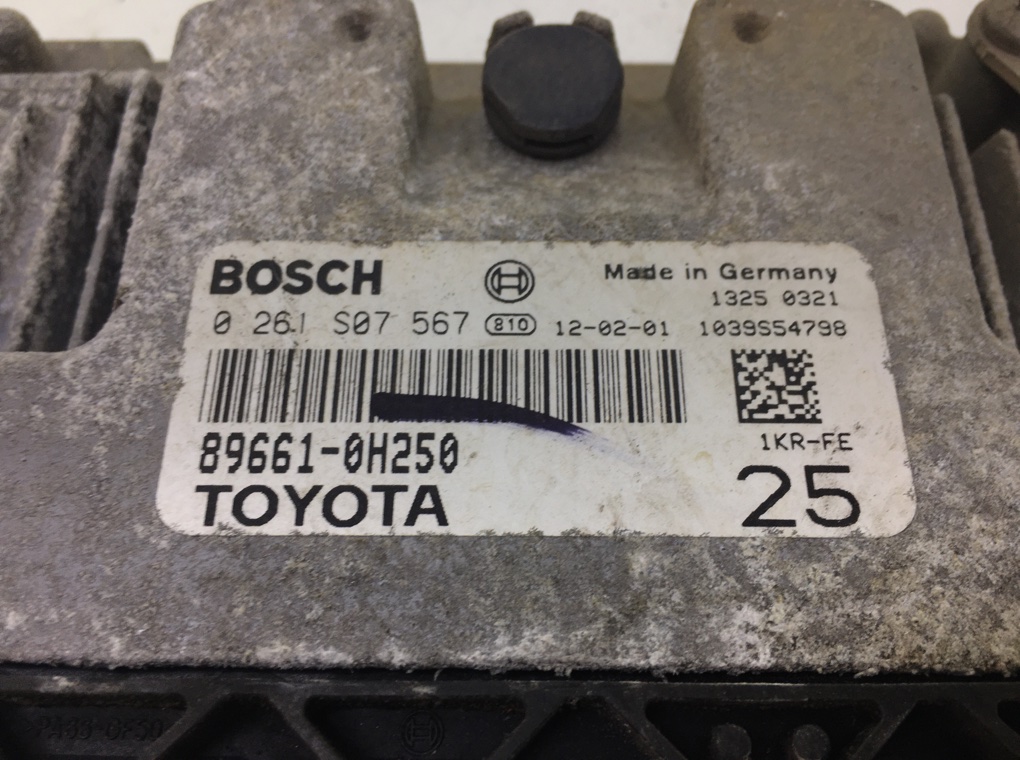 BOSCH Made in Germany
1325 0321
0 261 S07 567 810 12-02-01 1039S54798
89661-0H250 1KR-FE
TOYOTA 25